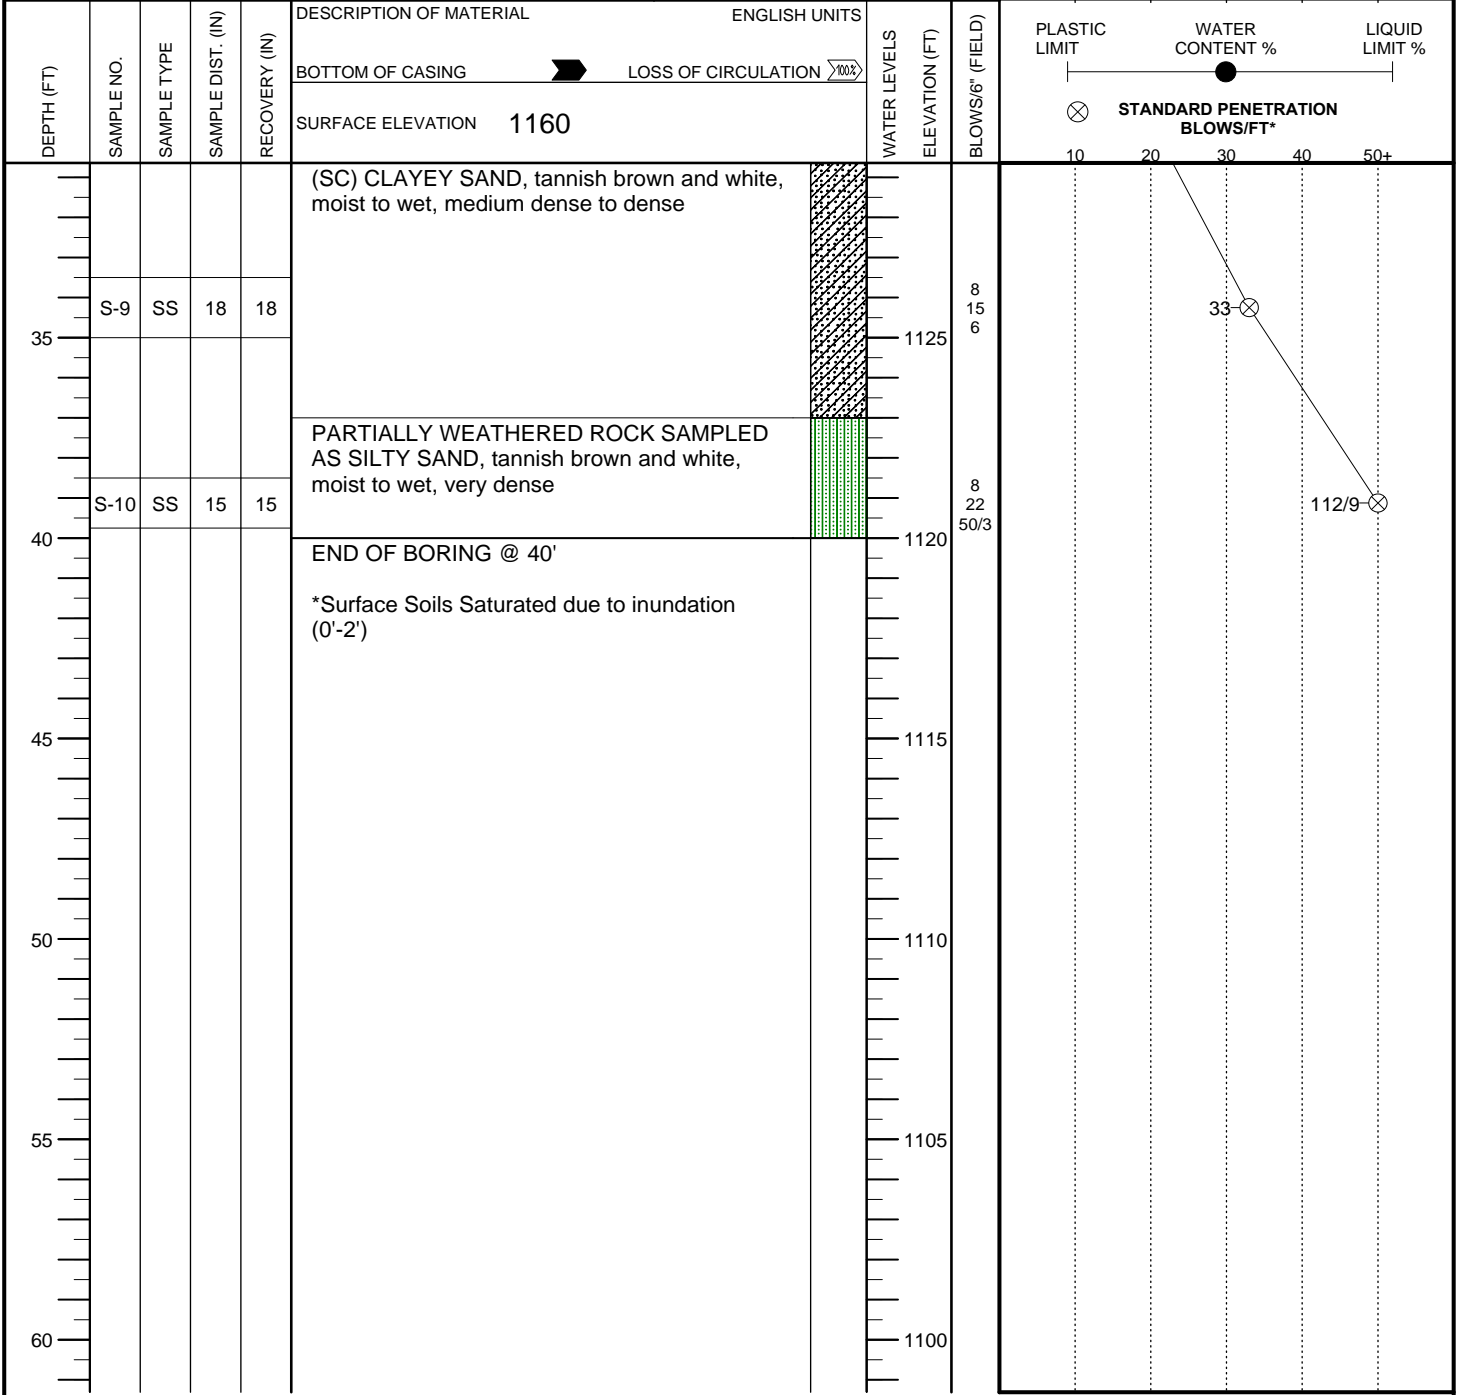 DEPTH (FT)
SAMPLE NO.
SAMPLE TYPE
SAMPLE DIST. (IN)
RECOVERY (IN)
DESCRIPTION OF MATERIAL ENGLISH UNITS
BOTTOM OF CASING LOSS OF CIRCULATION 100%
SURFACE ELEVATION 1160
WATER LEVELS
ELEVATION (FT)
BLOWS/6" (FIELD)
PLASTIC LIMIT
WATER CONTENT %
LIQUID LIMIT %
STANDARD PENETRATION
BLOWS/FT*
10 20 30 40 50+
(SC) CLAYEY SAND, tannish brown and white,
moist to wet, medium dense to dense
S-9 SS 18 18
8
15
6
33
35 1125
PARTIALLY WEATHERED ROCK SAMPLED
AS SILTY SAND, tannish brown and white,
moist to wet, very dense
S-10 SS 15 15
8
22
50/3
112/9
40 1120
END OF BORING @ 40'
*Surface Soils Saturated due to inundation
(0'-2')
45 1115
50 1110
55 1105
60 1100